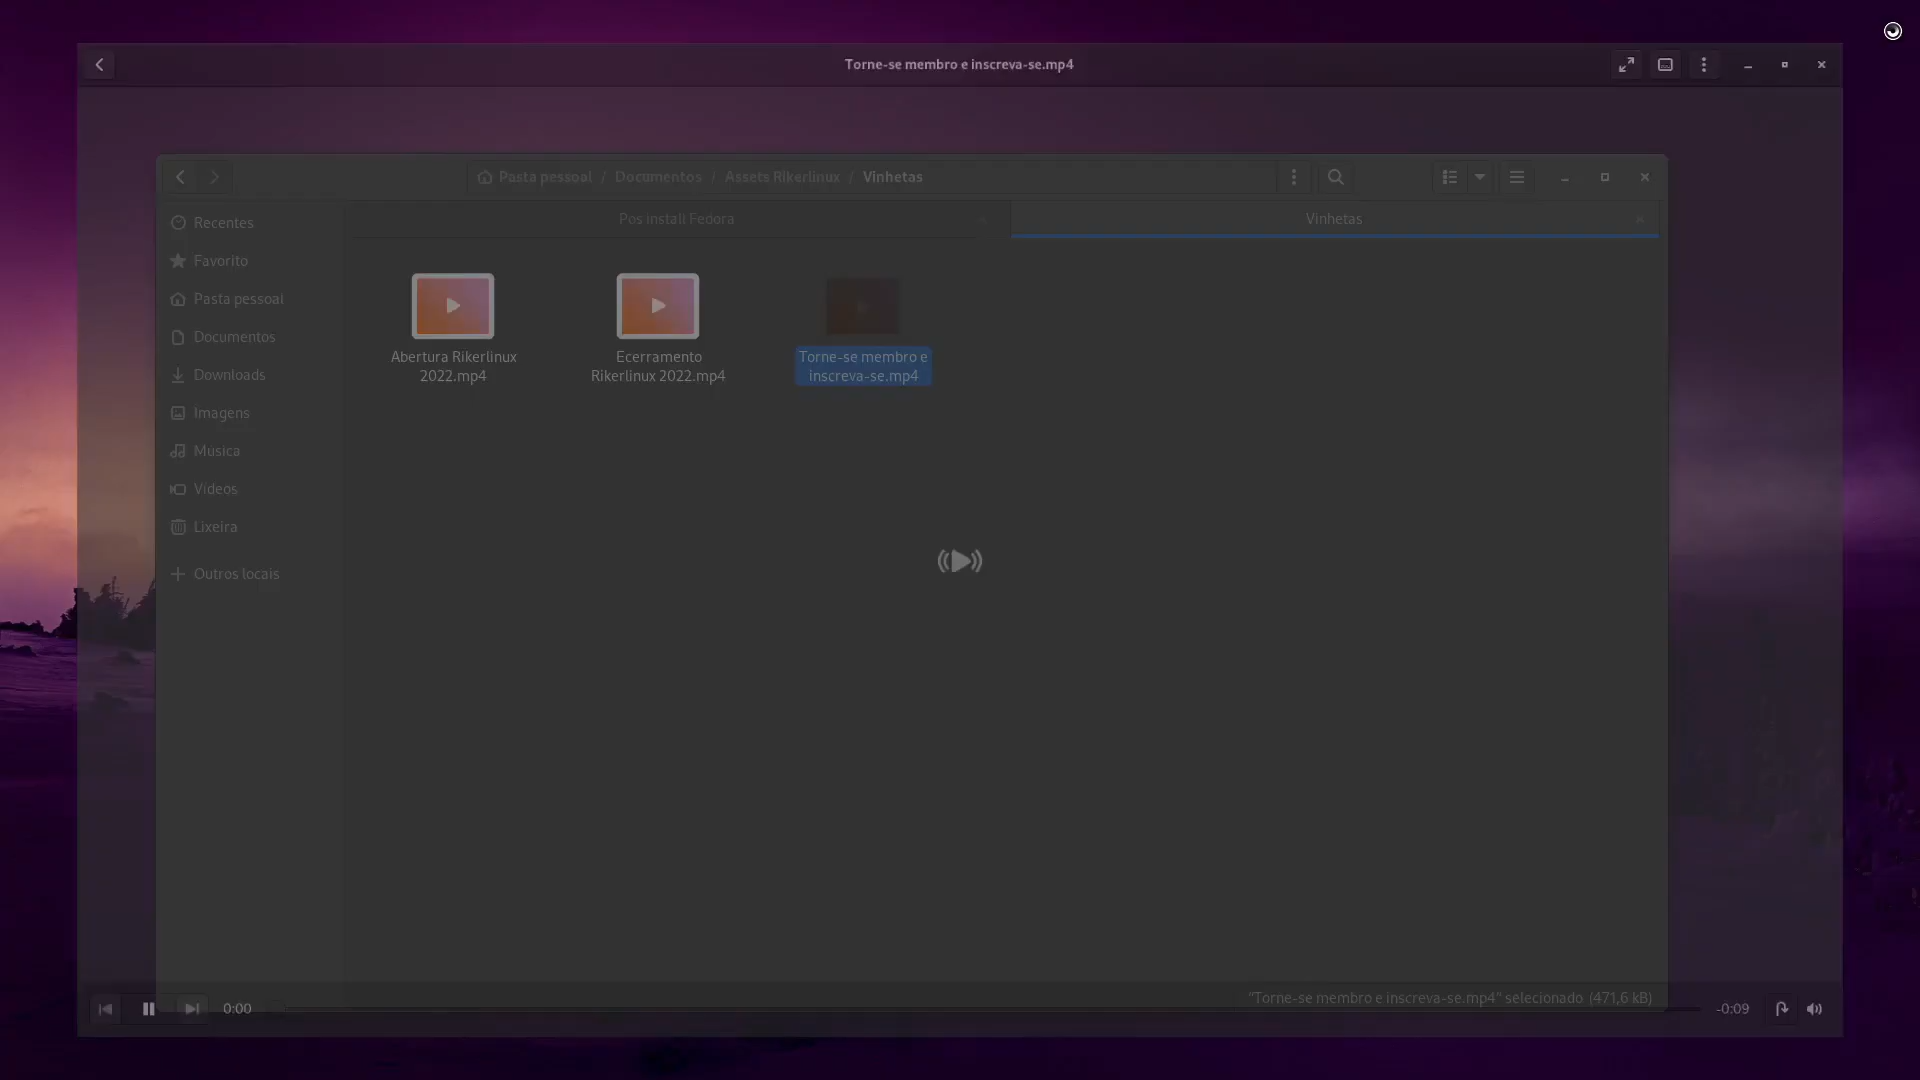 Torne-se membro e inscreva-se.mp4
Pasta pessoal / Documentos / Assets Rikerlinux / Vinhetas
Pos install Fedora
Vinhetas
Recentes
Favorito
Pasta pessoal
Documentos
Downloads
Imagens
Música
Vídeos
Lixeira
Outros locais
Abertura Rikerlinux
2022.mp4
Ecerramento
Rikerlinux 2022.mp4
Torne-se membro e
inscreva-se.mp4
"Torne-se membro e inscreva-se.mp4" selecionado (471,6 kB)
0:00
-0:09